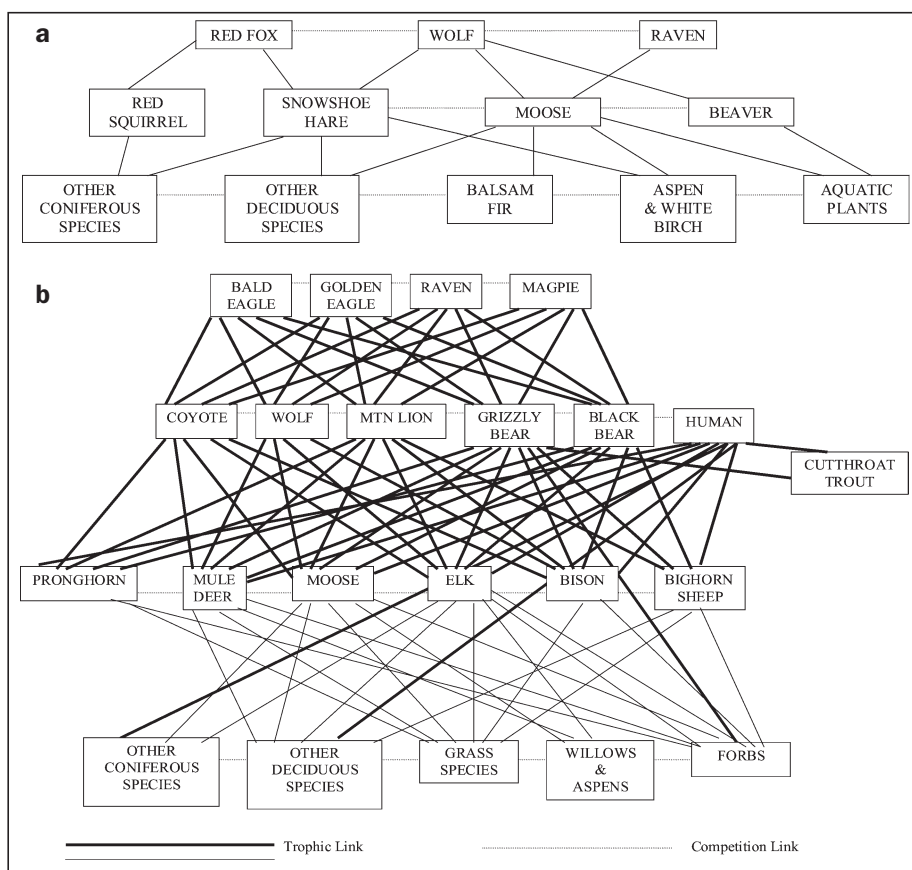 a
RED FOX
WOLF
RAVEN
RED
SQUIRREL
SNOWSHOE
HARE
MOOSE
BEAVER
OTHER
CONIFEROUS
SPECIES
OTHER
DECIDUOUS
SPECIES
BALSAM
FIR
ASPEN
& WHITE
BIRCH
AQUATIC
PLANTS
b
BALD
EAGLE
GOLDEN
EAGLE
RAVEN
MAGPIE
COYOTE
WOLF
MTN LION
GRIZZLY
BEAR
BLACK
BEAR
HUMAN
CUTTHROAT
TROUT
PRONGHORN
MULE
DEER
MOOSE
ELK
BISON
BIGHORN
SHEEP
OTHER
CONIFEROUS
SPECIES
OTHER
DECIDUOUS
SPECIES
GRASS
SPECIES
WILLOWS
&
ASPENS
FORBS
Trophic Link
Competition Link